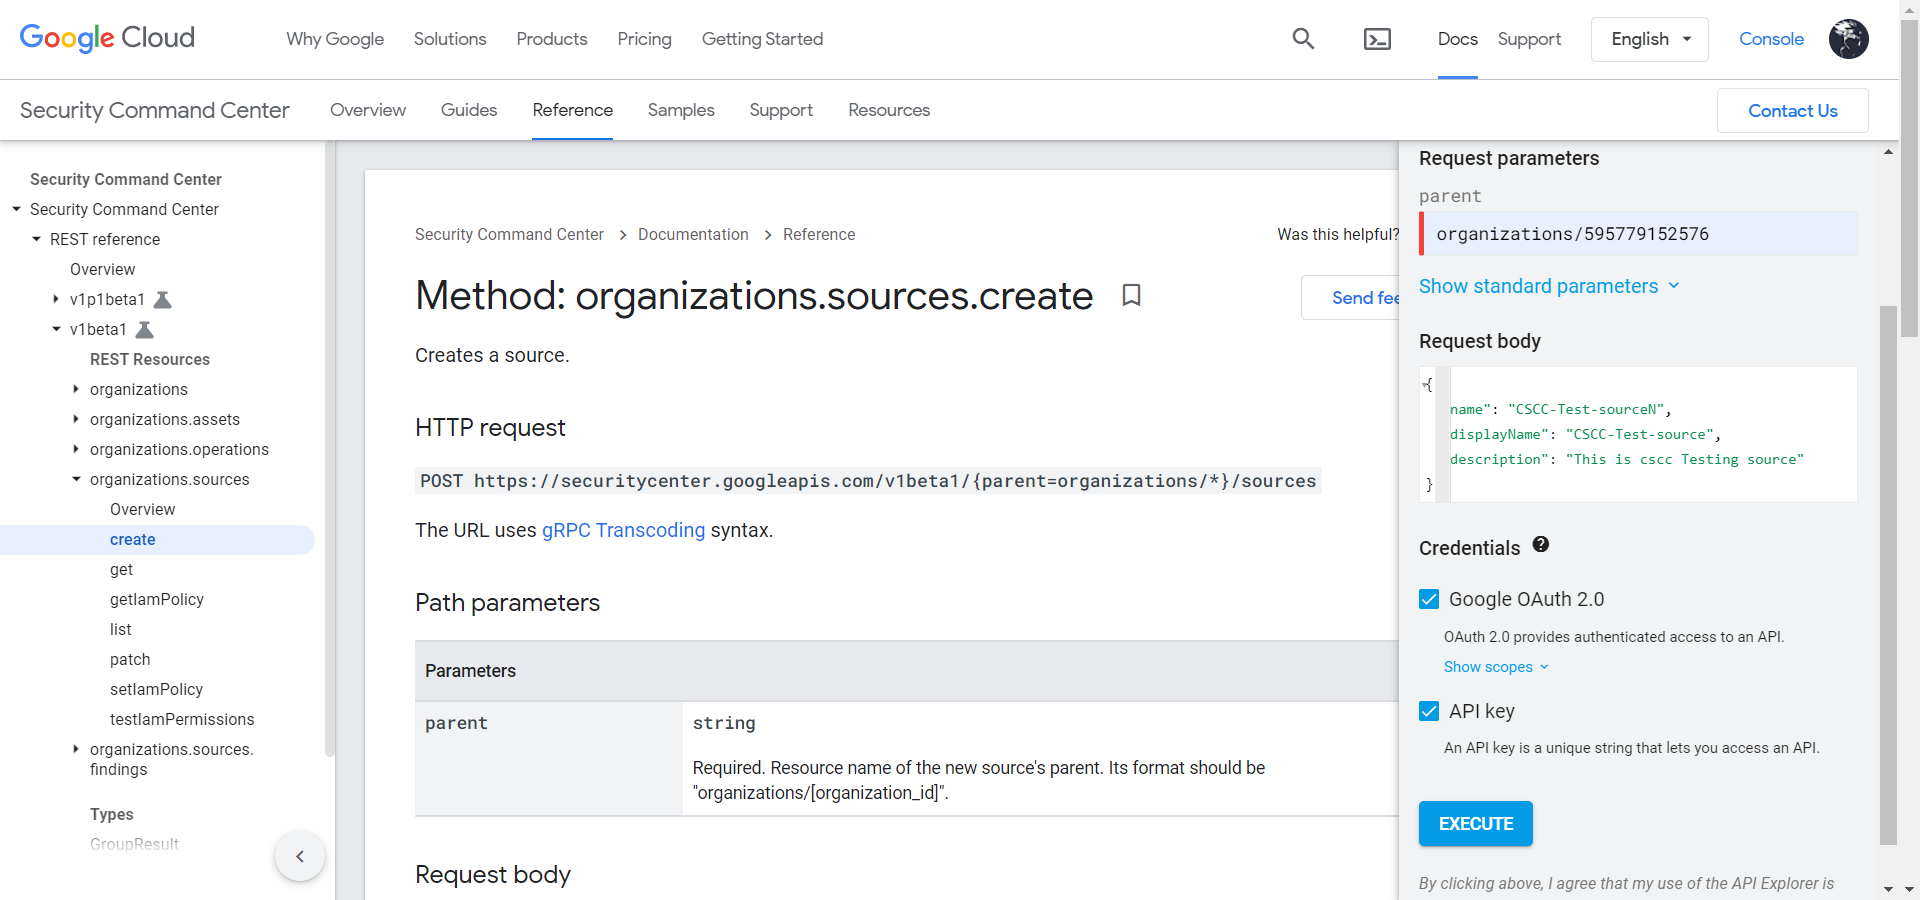 Google Cloud
Why Google
Solutions
Products
Pricing
Getting Started
Docs
Support
English
Console
Security Command Center
Overview
Guides
Reference
Samples
Support
Resources
Contact Us
Security Command Center
Security Command Center
REST reference
Overview
v1p1beta1
v1beta1
REST Resources
organizations
organizations.assets
organizations.operations
organizations.sources
Overview
create
get
getIamPolicy
list
patch
setIamPolicy
testIamPermissions
organizations.sources.
findings
Types
GroupResult
Security Command Center > Documentation > Reference
Was this helpful?
Method: organizations.sources.create
Send fee
Creates a source.
HTTP request
POST https://securitycenter.googleapis.com/v1beta1/{parent=organizations/*}/sources
The URL uses gRPC Transcoding syntax.
Path parameters
Parameters
parent
string
Required. Resource name of the new source's parent. Its format should be
"organizations/[organization_id]".
Request body
Request parameters
parent
organizations/595779152576
Show standard parameters
Request body
{
name": "CSCC-Test-sourceN",
displayName": "CSCC-Test-source",
description": "This is cscc Testing source"
}
Credentials
Google OAuth 2.0
OAuth 2.0 provides authenticated access to an API.
Show scopes
API key
An API key is a unique string that lets you access an API.
EXECUTE
By clicking above, I agree that my use of the API Explorer is